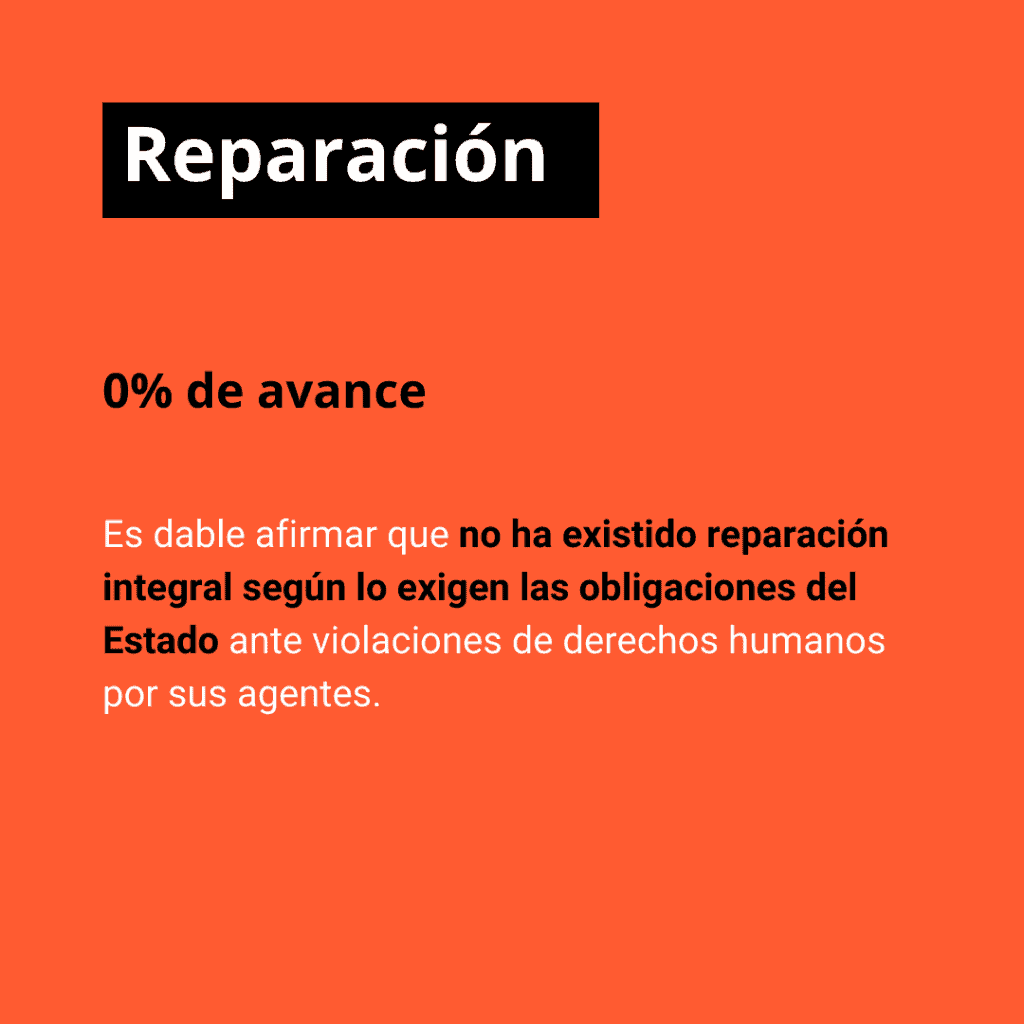 Reparación
0% de avance
Es dable afirmar que no ha existido reparación
integral según lo exigen las obligaciones del
Estado ante violaciones de derechos humanos
por sus agentes.